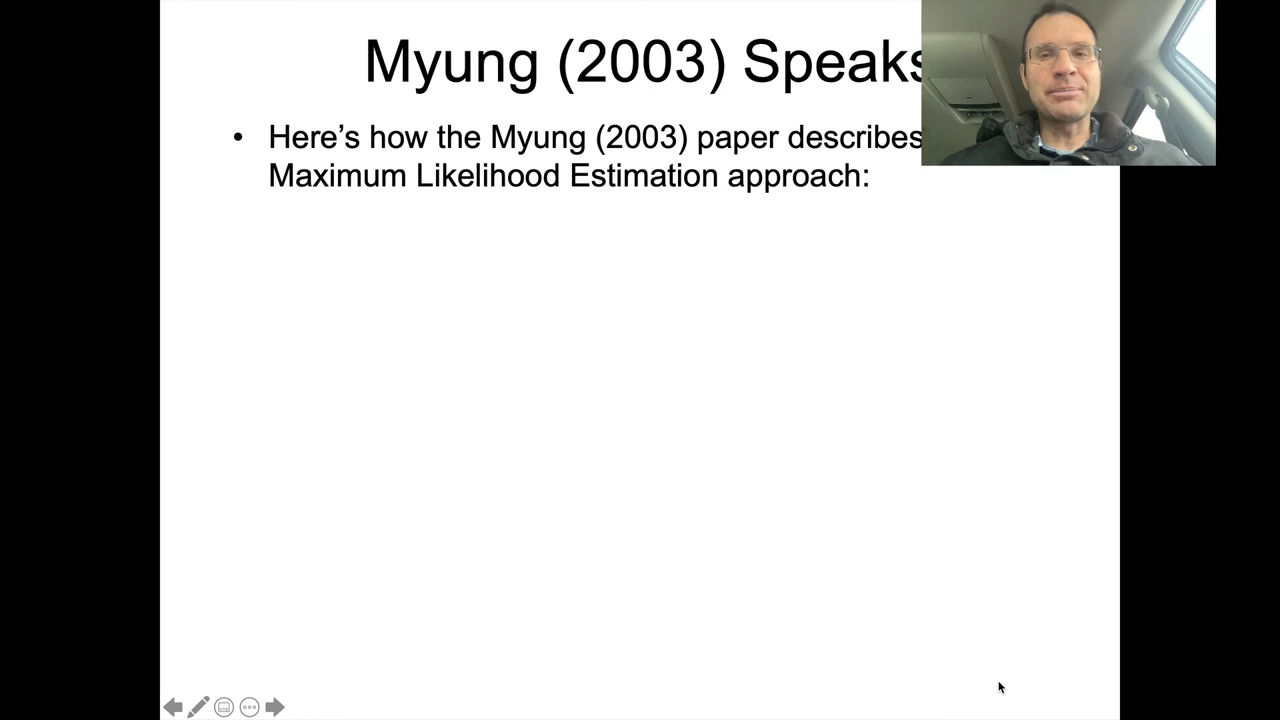 Myung (2003) Speaks
• Here’s how the Myung (2003) paper describes
Maximum Likelihood Estimation approach: